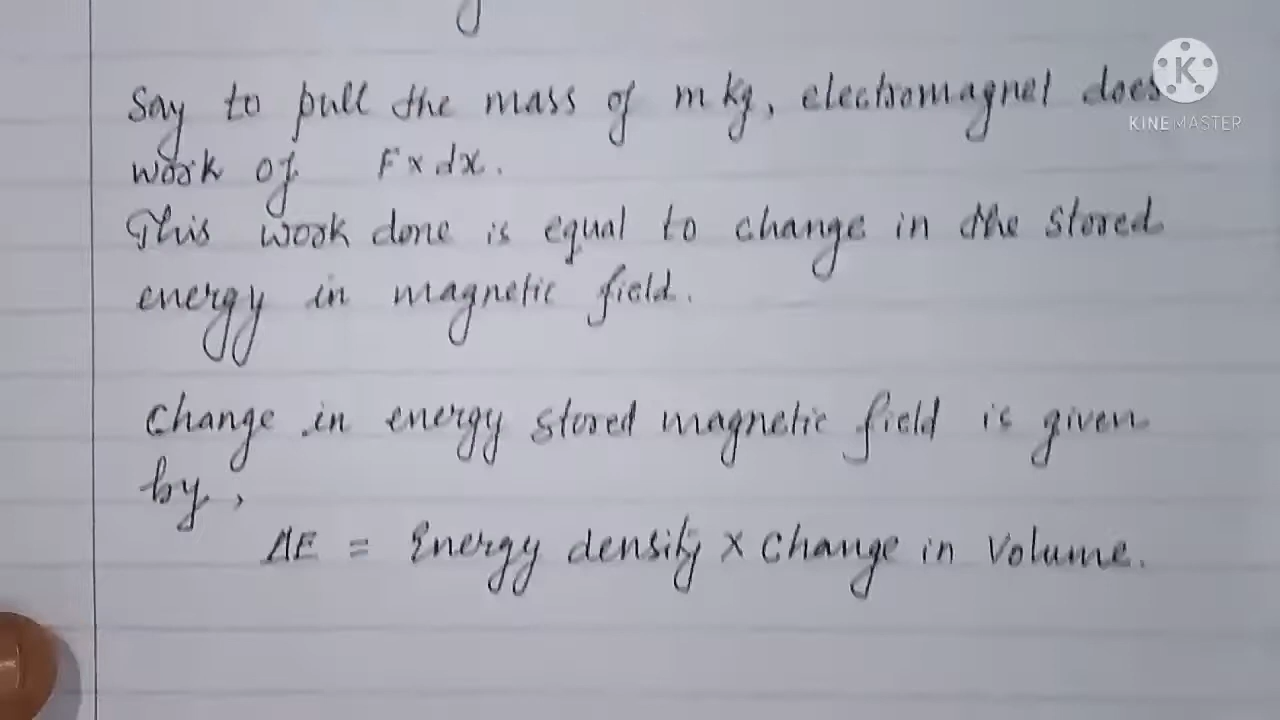 Say to pull the mass of m kg, electromagnet does
work of F x dx.
This work done is equal to change in the stored
energy in magnetic field.
Change in energy stored magnetic field is given
by,
ΔE = Energy density x Change in Volume.
KINEMASTER